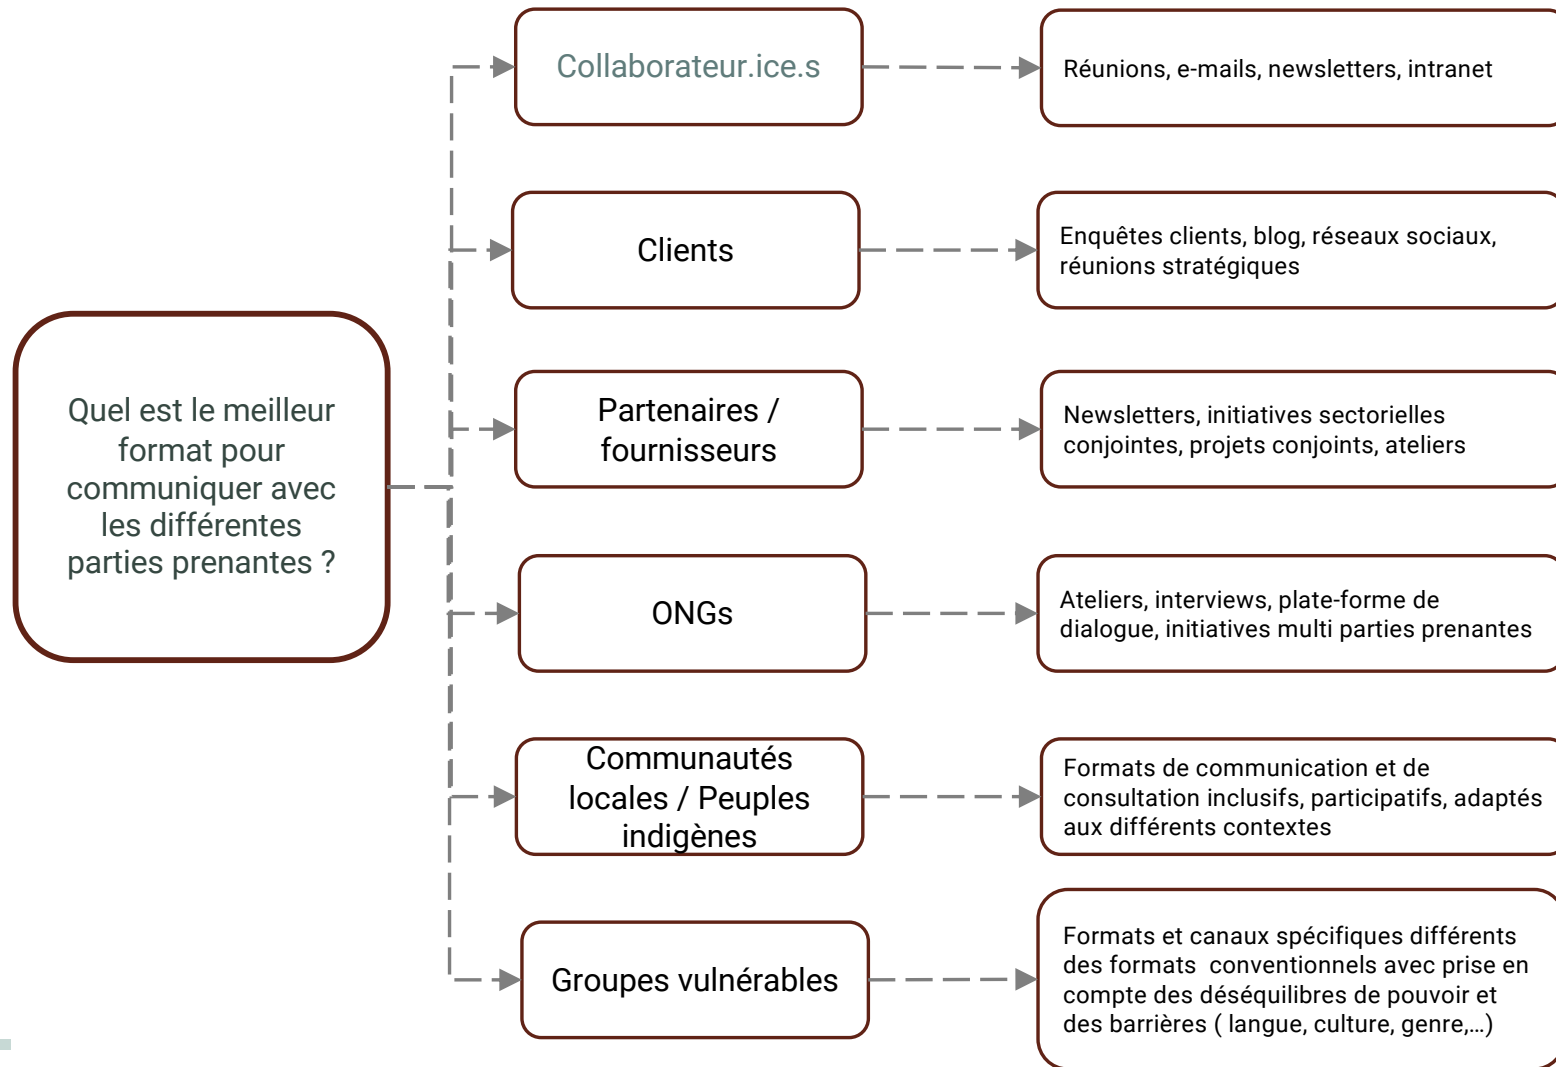 Quel est le meilleur
format pour
communiquer avec
les différentes
parties prenantes ?
Collaborateur.ice.s
Réunions, e-mails, newsletters, intranet
Clients
Enquêtes clients, blog, réseaux sociaux,
réunions stratégiques
Partenaires /
fournisseurs
Newsletters, initiatives sectorielles
conjointes, projets conjoints, ateliers
ONGs
Ateliers, interviews, plate-forme de
dialogue, initiatives multi parties prenantes
Communautés
locales / Peuples
indigènes
Formats de communication et de
consultation inclusifs, participatifs, adaptés
aux différents contextes
Groupes vulnérables
Formats et canaux spécifiques différents
des formats  conventionnels avec prise en
compte des déséquilibres de pouvoir et
des barrières ( langue, culture, genre,...)